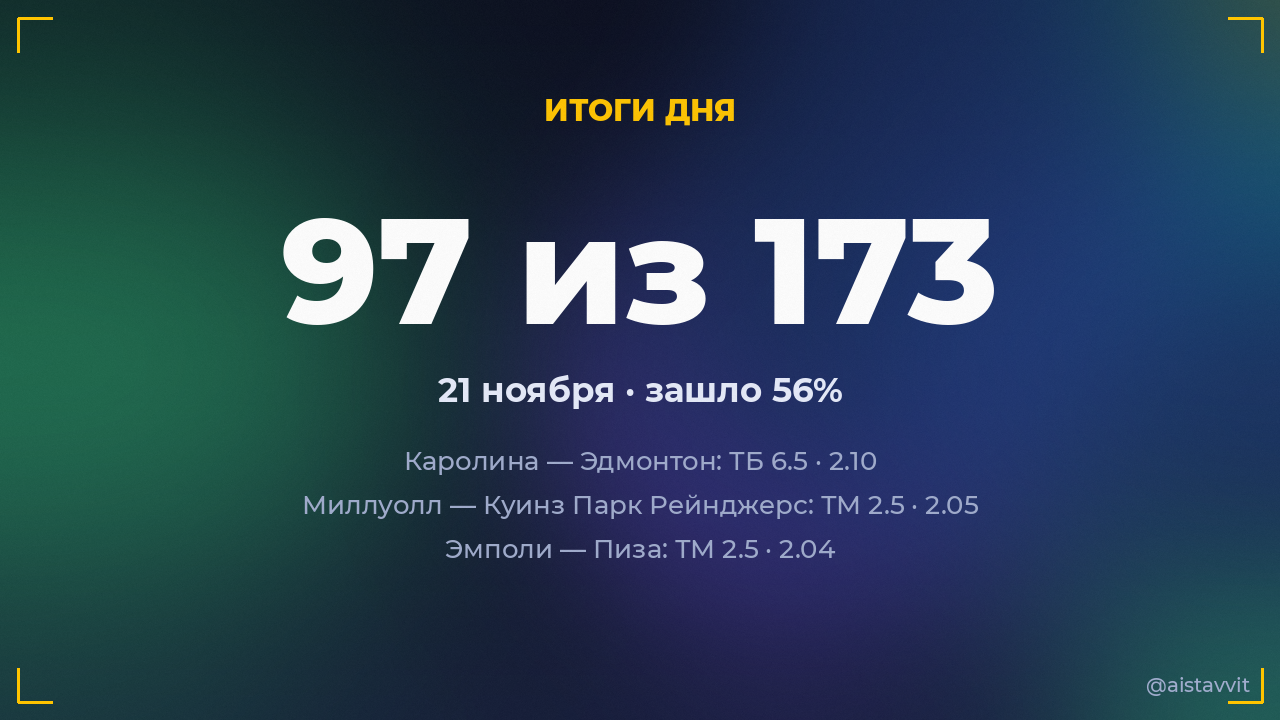 ИТОГИ ДНЯ
97 из 173
21 ноября · зашло 56%
Каролина — Эдмонтон: ТБ 6.5 · 2.10
Миллуолл — Куинз Парк Рейнджерс: ТМ 2.5 · 2.05
Эмполи — Пиза: ТМ 2.5 · 2.04
@aistavvit